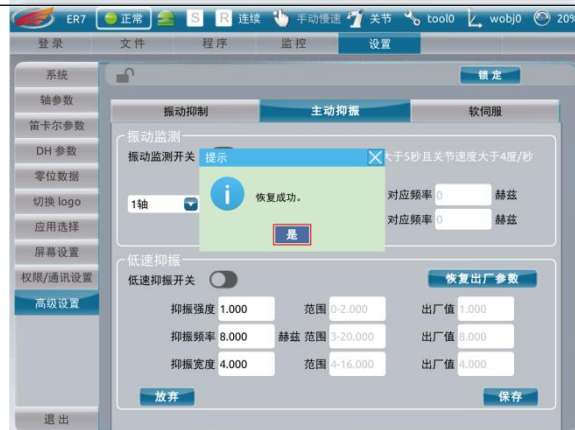 ER7 正常 S R 连续 手动慢速 关节 tool0 wobj0 20%
登录 文件 程序 监控 设置
系统
轴参数
笛卡尔参数
DH 参数
零位数据
切换 logo
应用选择
屏幕设置
权限/通讯设置
高级设置
退出
锁定
振动抑制 主动抑振 软伺服
振动监测
振动监测开关 大于5秒且关节速度大于4度/秒
1轴 对应频率 0 赫兹
对应频率 0 赫兹
提示
恢复成功。
是
低速抑振
低速抑振开关 恢复出厂参数
抑振强度 1.000 范围 0-2.000 出厂值 1.000
抑振频率 8.000 赫兹 范围 3-20.000 出厂值 8.000
抑振宽度 4.000 范围 4-16.000 出厂值 4.000
放弃 保存